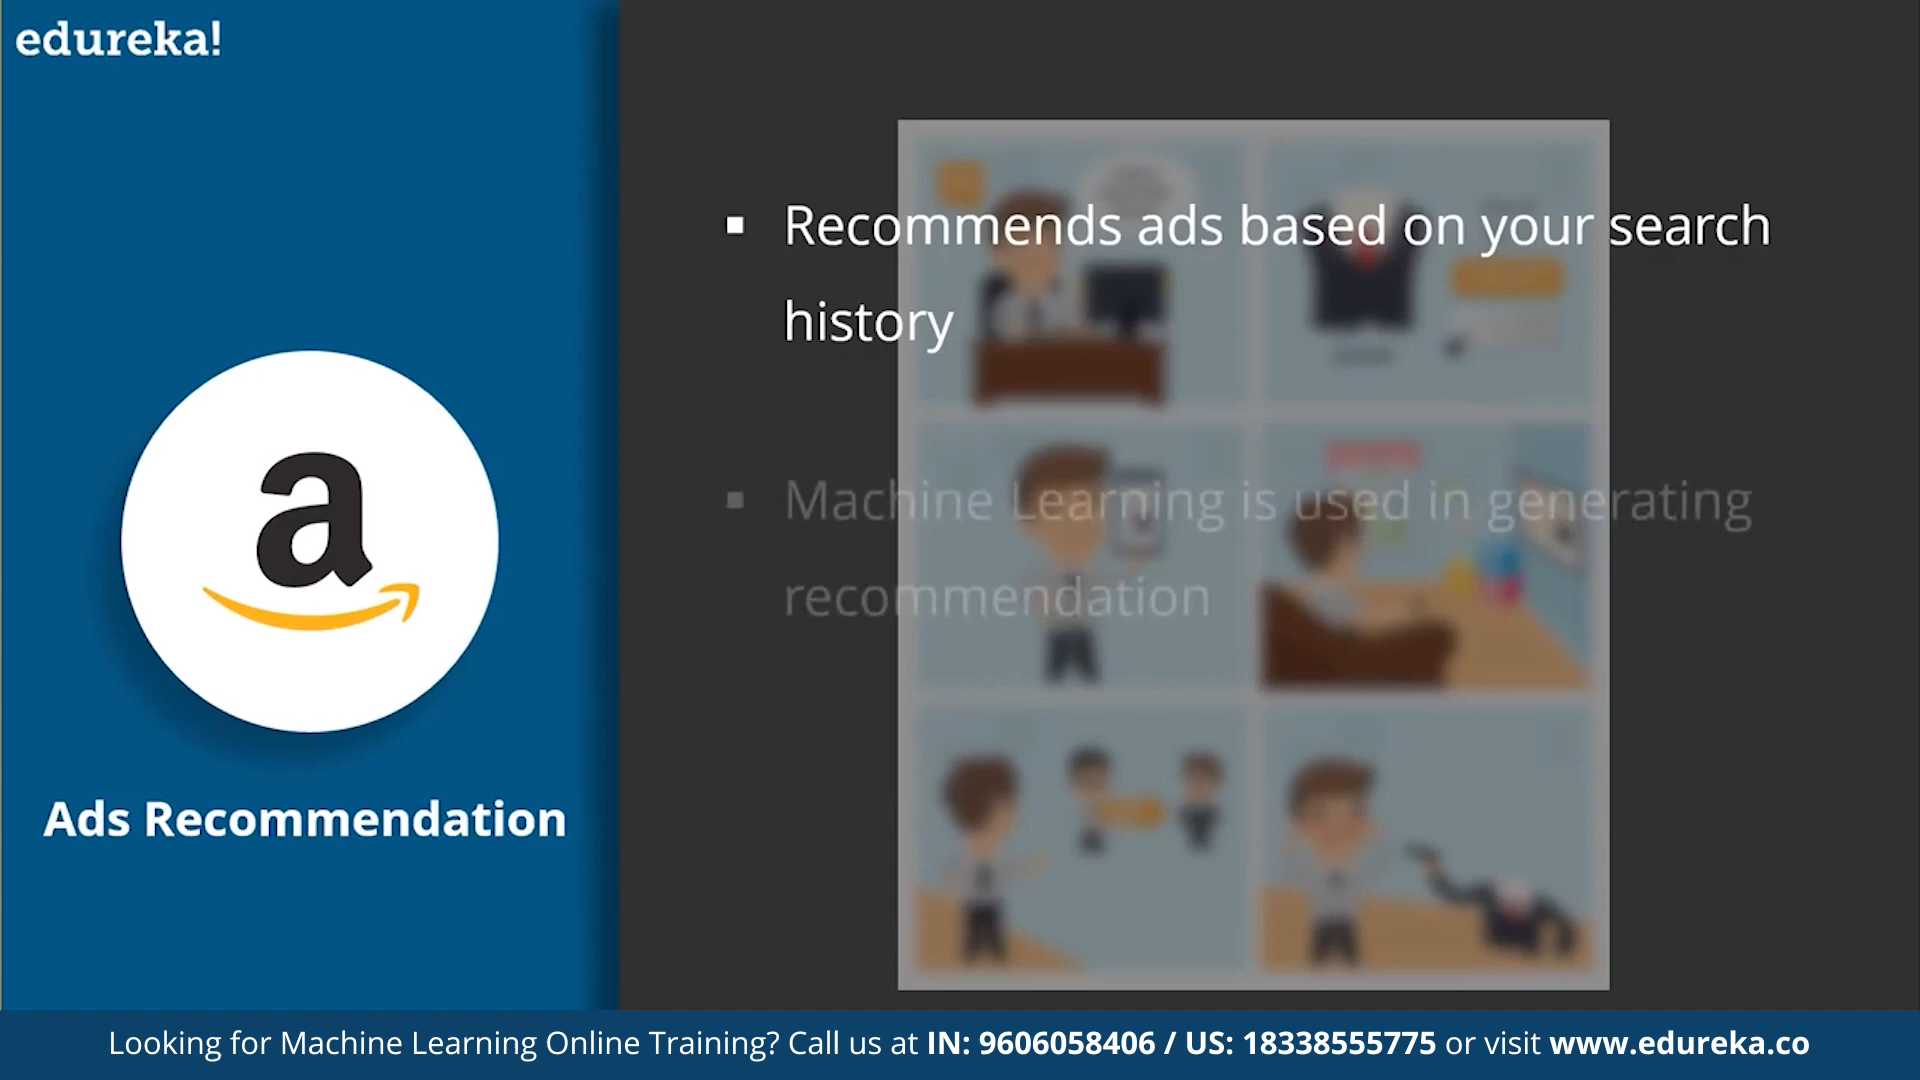 edureka!
▪ Recommends ads based on your search
history
▪ Machine Learning is used in generating
recommendation
a
Ads Recommendation
Looking for Machine Learning Online Training? Call us at IN: 9606058406 / US: 18338555775 or visit www.edureka.co